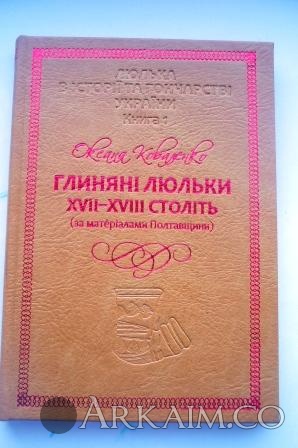 ЛЮЛЬКА
В ІСТОРІЇ ТА ГОНЧАРСТВІ
УКРАЇНИ
Книга 1
Оксана Коваленко
ГЛИНЯНІ ЛЮЛЬКИ
XVII–XVIII СТОЛІТЬ
(за матеріалами Полтавщини)
ARKAIM.CO